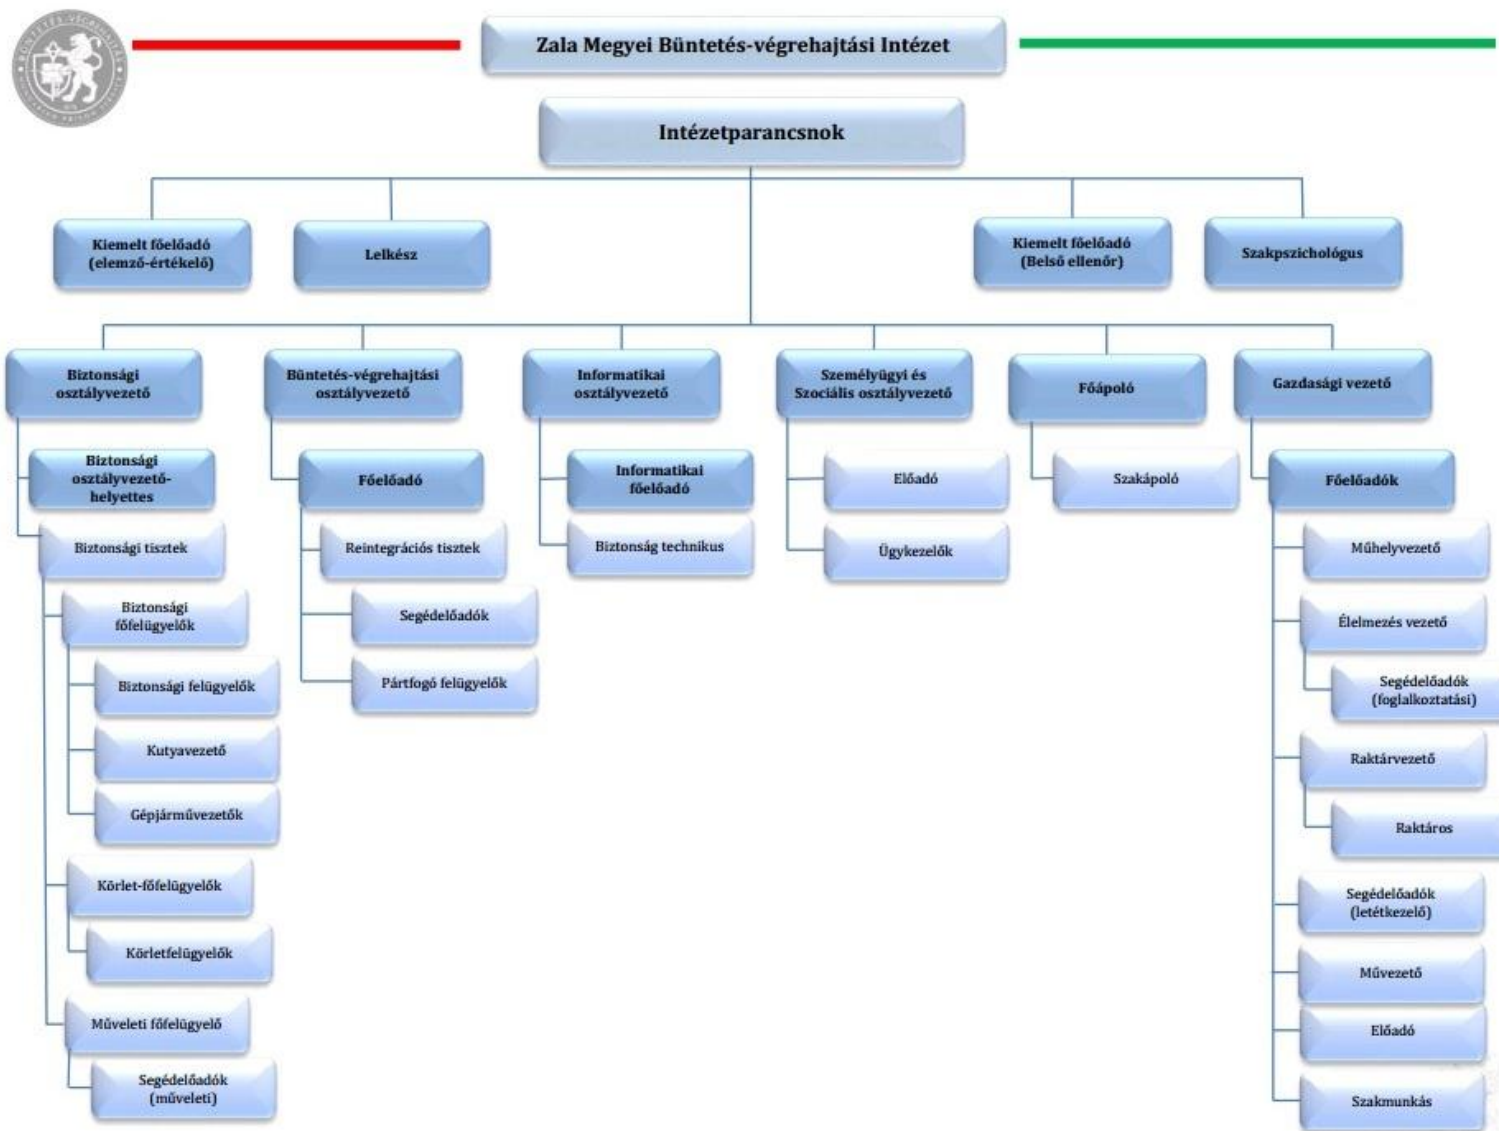 Zala Megyei Büntetés-végrehajtási Intézet
Intézetparancsnok
Kiemelt főelőadó
(elemző-értékelő)
Lelkész
Kiemelt főelőadó
(Belső ellenőr)
Szakpszichológus
Biztonsági
osztályvezető
Biztonsági
osztályvezető-
helyettes
Biztonsági tisztek
Biztonsági
főfelügyelők
Biztonsági felügyelők
Kutyavezető
Gépjárművezetők
Körlet-főfelügyelők
Körletfelügyelők
Műveleti főfelügyelő
Segédelőadók
(műveleti)
Büntetés-végrehajtási
osztályvezető
Főelőadó
Reintegrációs tisztek
Segédelőadók
Pártfogó felügyelők
Informatikai
osztályvezető
Informatikai
főelőadó
Biztonság technikus
Személyügyi és
Szociális osztályvezető
Előadó
Ügykezelők
Főápoló
Szakápoló
Gazdasági vezető
Főelőadók
Műhelyvezető
Élelmezés vezető
Segédelőadók
(foglalkoztatási)
Raktárvezető
Raktáros
Segédelőadók
(letétkezelő)
Művezető
Előadó
Szakmunkás